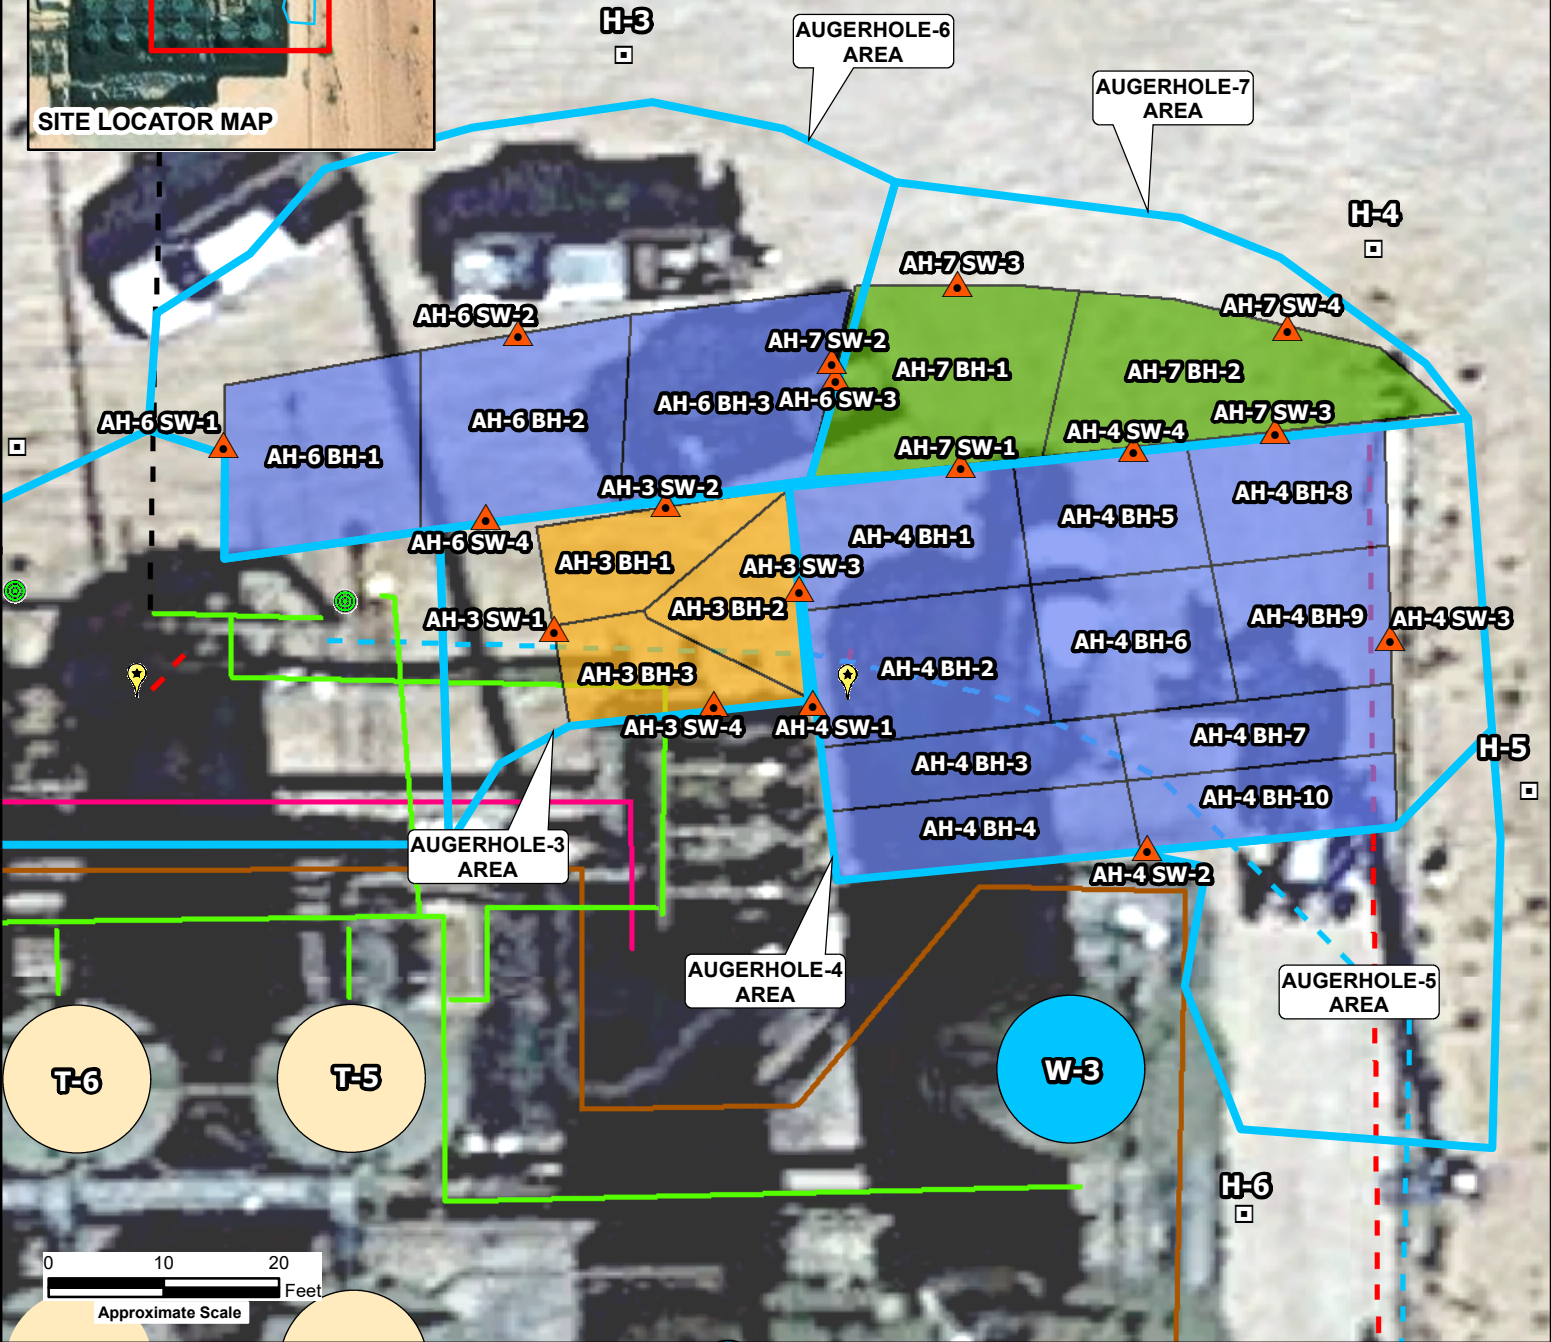 H-3
AUGERHOLE-6
AREA
AUGERHOLE-7
AREA
SITE LOCATOR MAP
H-4
AH-7 SW-3
AH-7 SW-4
AH-6 SW-2
AH-7 SW-2
AH-7 BH-1
AH-7 BH-2
AH-6 BH-3
AH-6 SW-3
AH-6 SW-1
AH-6 BH-2
AH-7 SW-3
AH-4 SW-4
AH-7 SW-1
AH-6 BH-1
AH-3 SW-2
AH-4 BH-8
AH-4 BH-5
AH-6 SW-4
AH- 4 BH-1
AH-3 BH-1
AH-3 SW-3
AH-3 BH-2
AH-3 SW-1
AH-4 BH-9
AH-4 SW-3
AH-4 BH-6
AH-3 BH-3
AH-4 BH-2
AH-3 SW-4
AH-4 SW-1
AH-4 BH-7
H-5
AH-4 BH-3
AH-4 BH-10
AH-4 BH-4
AUGERHOLE-3
AREA
AH-4 SW-2
AUGERHOLE-4
AREA
AUGERHOLE-5
AREA
T-6
T-5
W-3
H-6
0 10 20
Feet
Approximate Scale